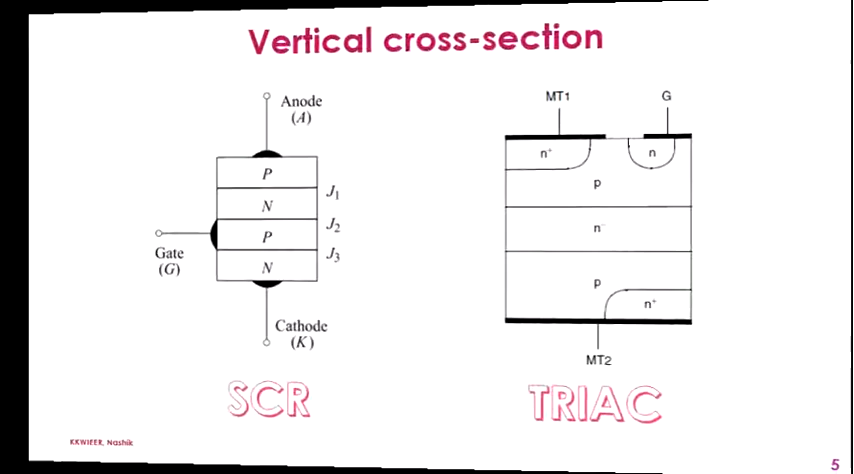 Vertical cross-section
Anode
(A)
P
J1
N
J2
P
J3
N
Gate
(G)
Cathode
(K)
SCR
MT1
G
n+
n
p
n-
p
n+
MT2
TRIAC
KKWIEER, Nashik
5